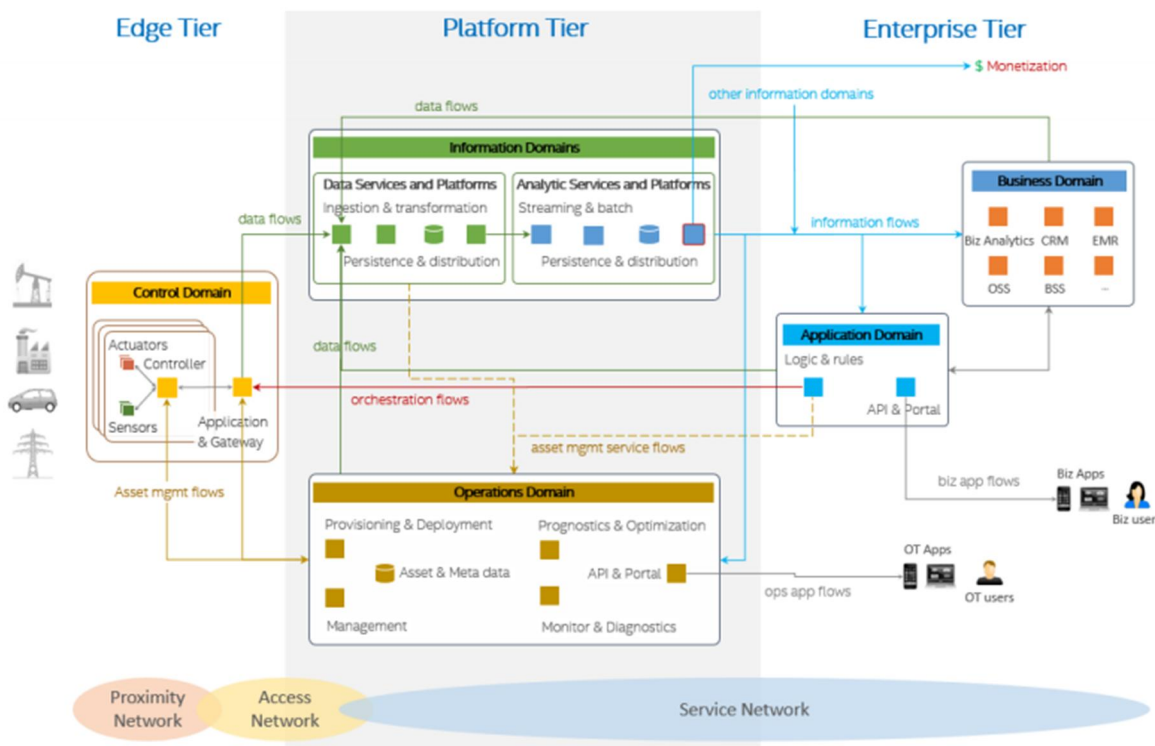 Edge Tier
Platform Tier
Enterprise Tier
$ Monetization
other information domains
data flows
Information Domains
Data Services and Platforms
Ingestion & transformation
Persistence & distribution
Analytic Services and Platforms
Streaming & batch
Persistence & distribution
data flows
information flows
Business Domain
Biz Analytics
CRM
EMR
OSS
BSS
...
Control Domain
Actuators
Controller
Sensors
Application
& Gateway
data flows
Application Domain
Logic & rules
API & Portal
orchestration flows
asset mgmt service flows
Asset mgmt flows
Operations Domain
Provisioning & Deployment
Prognostics & Optimization
Asset & Meta data
API & Portal
Management
Monitor & Diagnostics
biz app flows
Biz Apps
Biz user
OT Apps
ops app flows
OT users
Proximity
Network
Access
Network
Service Network